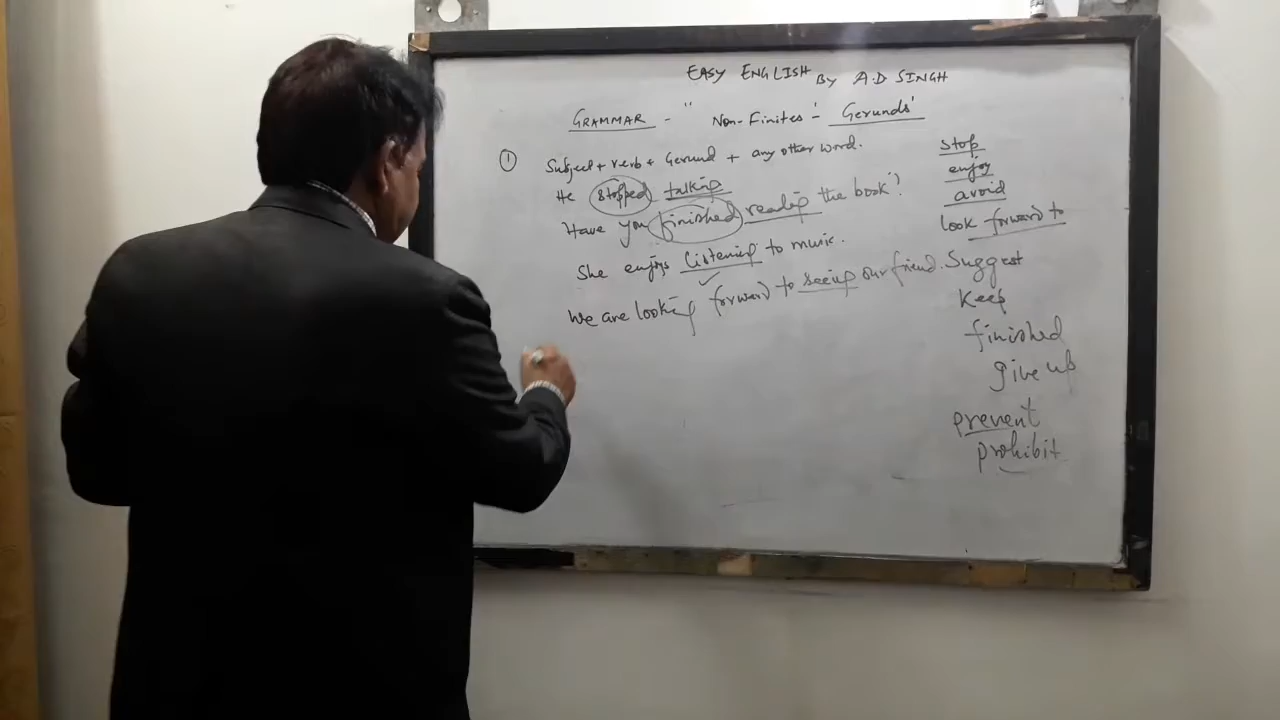 EASY ENGLISH BY A.D SINGH
GRAMMAR - " Non-Finites - 'Gerunds'
① Subject + verb + Gerund + any other word.
He stopped talking
Have you finished reading the book?
She enjoys listening to music.
We are looking forward to seeing our friend.
stop
enjoy
avoid
look forward to
Suggest
Keep
finished
give up
prevent
prohibit